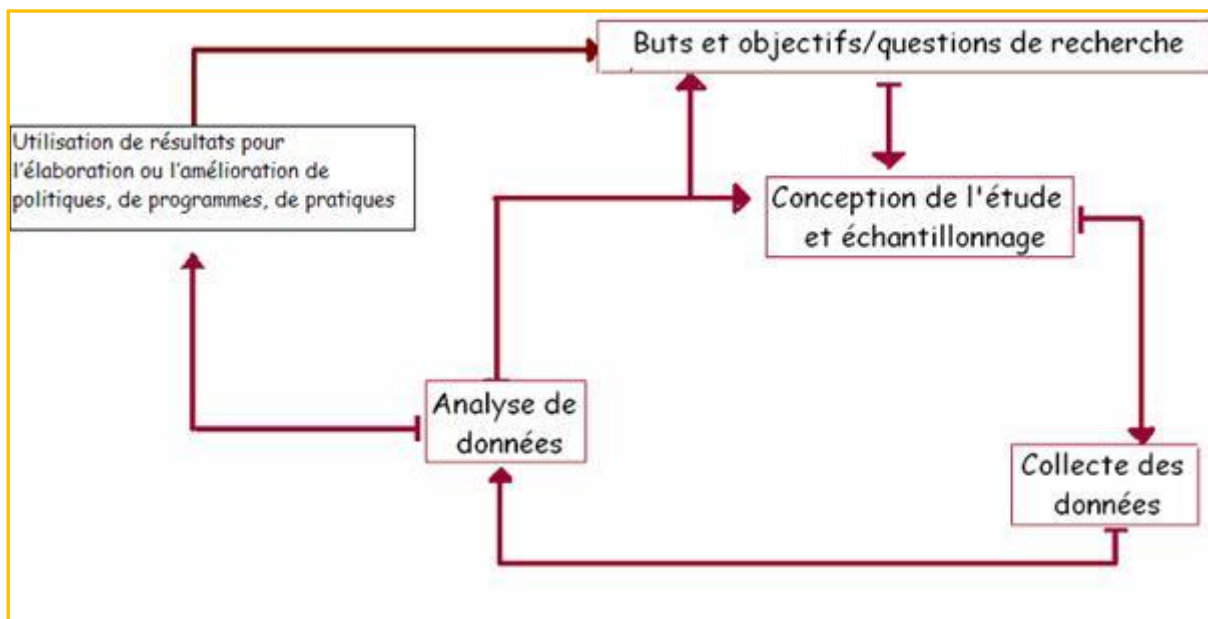 Buts et objectifs/questions de recherche
Utilisation de résultats pour
l'élaboration ou l'amélioration de
politiques, de programmes, de pratiques
Conception de l'étude
et échantillonnage
Analyse de
données
Collecte des
données